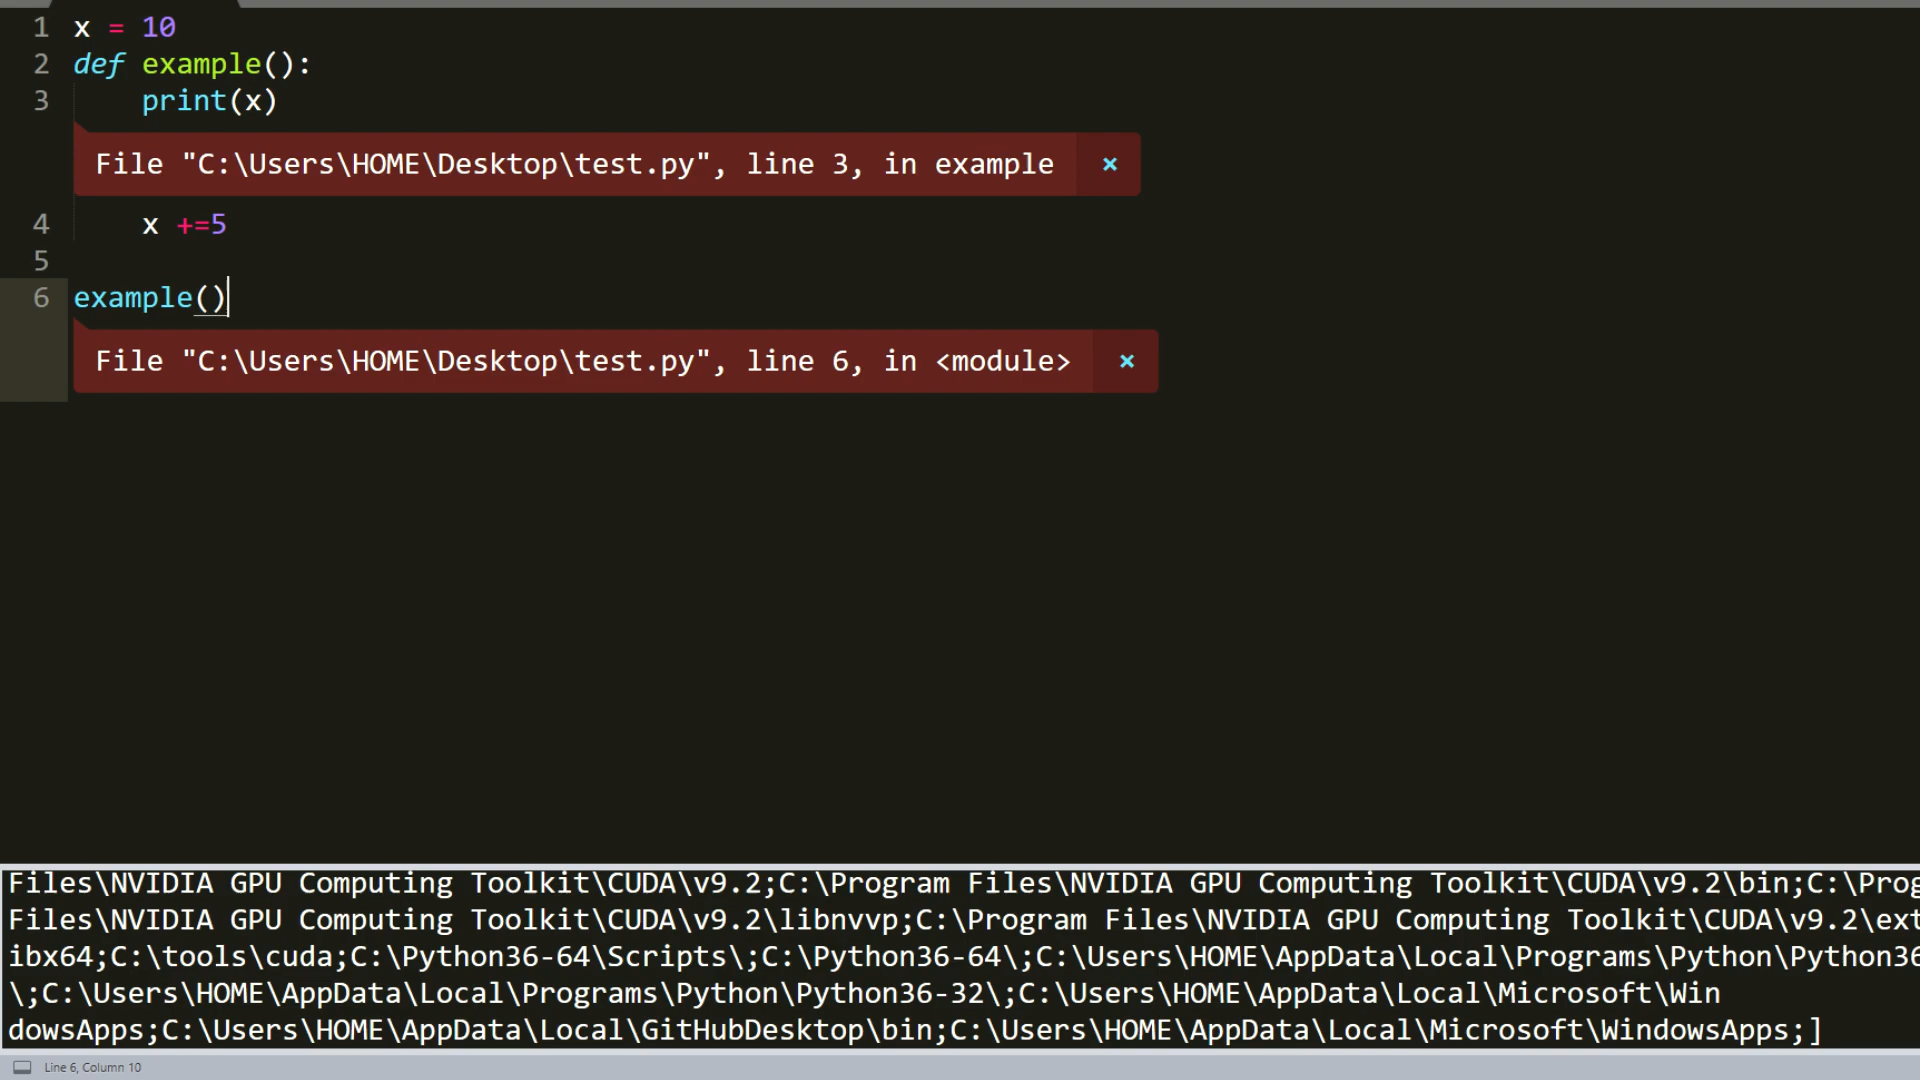 1 x = 10
2 def example():
3 print(x)
File "C:\Users\HOME\Desktop\test.py", line 3, in example ×
4 x +=5
5
6 example()
File "C:\Users\HOME\Desktop\test.py", line 6, in <module> ×
Files\NVIDIA GPU Computing Toolkit\CUDA\v9.2;C:\Program Files\NVIDIA GPU Computing Toolkit\CUDA\v9.2\bin;C:\Prog
Files\NVIDIA GPU Computing Toolkit\CUDA\v9.2\libnvvp;C:\Program Files\NVIDIA GPU Computing Toolkit\CUDA\v9.2\ext
ibx64;C:\tools\cuda;C:\Python36-64\Scripts\;C:\Python36-64\;C:\Users\HOME\AppData\Local\Programs\Python\Python36
\;C:\Users\HOME\AppData\Local\Programs\Python\Python36-32\;C:\Users\HOME\AppData\Local\Microsoft\Win
dowsApps;C:\Users\HOME\AppData\Local\GitHubDesktop\bin;C:\Users\HOME\AppData\Local\Microsoft\WindowsApps;]
Line 6, Column 10